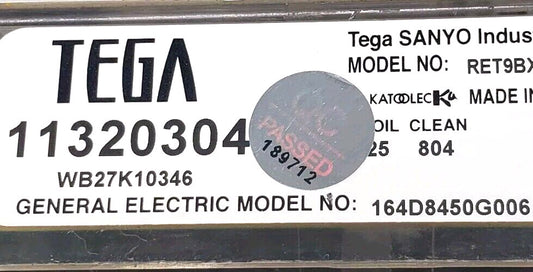 TEGA
Tega SANYO Indus
MODEL NO: RET9BX
KATOOLEC MADE IN
11320304
OIL CLEAN
25 804
QC
PASSED
189712
WB27K10346
GENERAL ELECTRIC MODEL NO: 164D8450G006